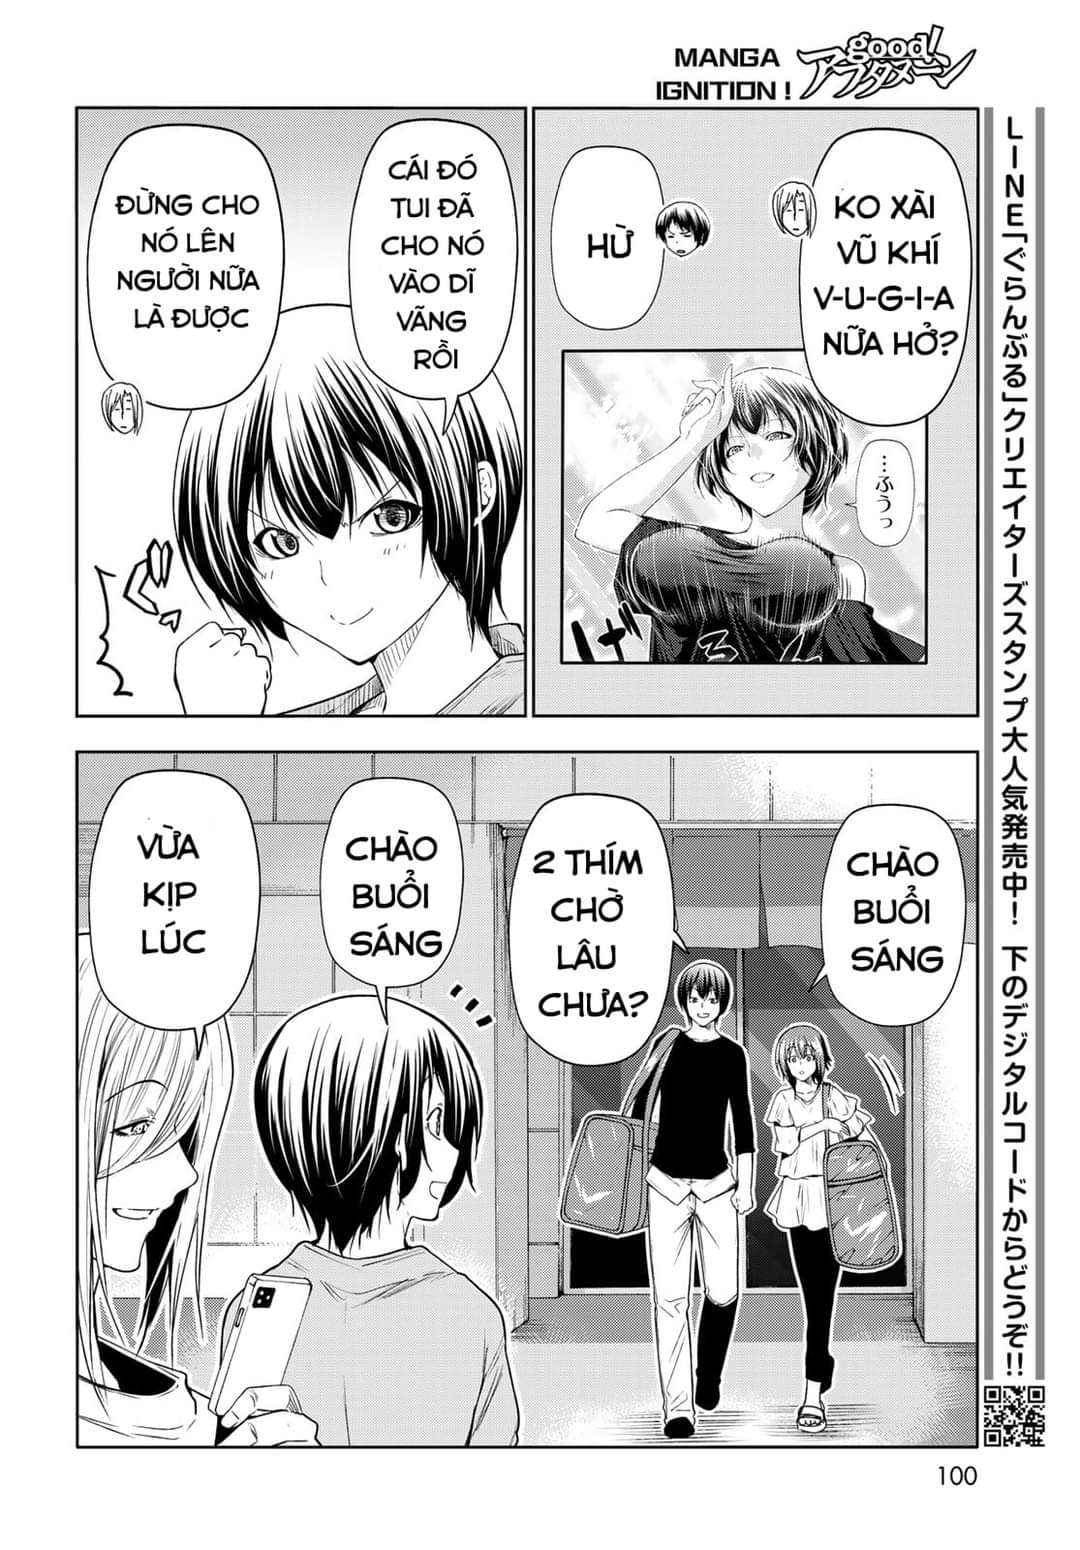 MANGA
IGNITION !
good!
アフタヌーン
KO XÀI
VŨ KHÍ
V-U-G-I-A
NỮA HỞ?
HỪ
…ふうっ
CÁI ĐÓ
TUI ĐÃ
CHO NÓ
VÀO DĨ
VÃNG
RỒI
ĐỪNG CHO
NÓ LÊN
NGƯỜI NỮA
LÀ ĐƯỢC
CHÀO
BUỔI
SÁNG
2 THÍM
CHỜ
LÂU
CHƯA?
CHÀO
BUỔI
SÁNG
VỪA
KỊP
LÚC
LINE「ぐらんぶる」クリエイターズスタンプ大人気発売中！ 下のデジタルコードからどうぞ!!
100